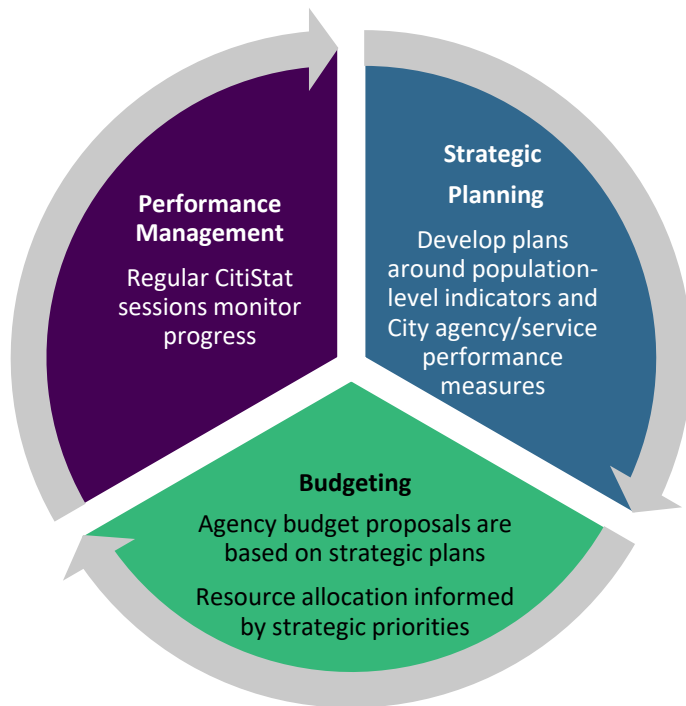 Strategic
Planning
Develop plans
around population-
level indicators and
City agency/service
performance
measures
Performance
Management
Regular CitiStat
sessions monitor
progress
Budgeting
Agency budget proposals are
based on strategic plans
Resource allocation informed
by strategic priorities